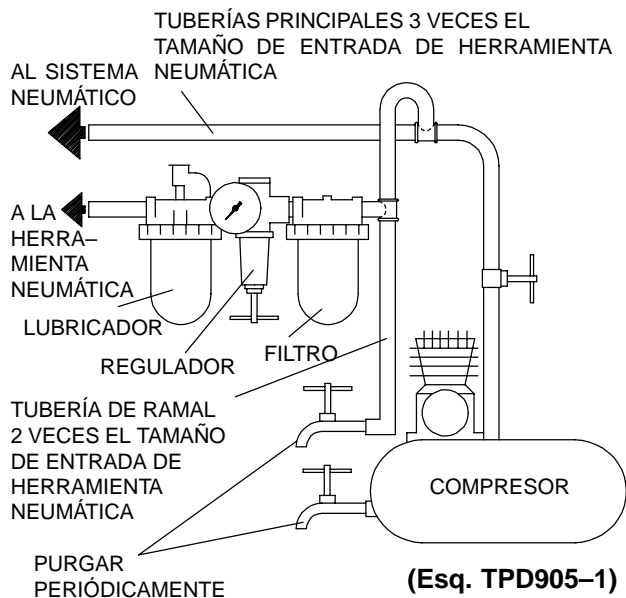 TUBERÍAS PRINCIPALES 3 VECES EL
TAMAÑO DE ENTRADA DE HERRAMIENTA
NEUMÁTICA
AL SISTEMA
NEUMÁTICO
A LA
HERRA–
MIENTA
NEUMÁTICA
LUBRICADOR
REGULADOR
FILTRO
TUBERÍA DE RAMAL
2 VECES EL TAMAÑO
DE ENTRADA DE
HERRAMIENTA
NEUMÁTICA
COMPRESOR
PURGAR
PERIÓDICAMENTE
(Esq. TPD905–1)